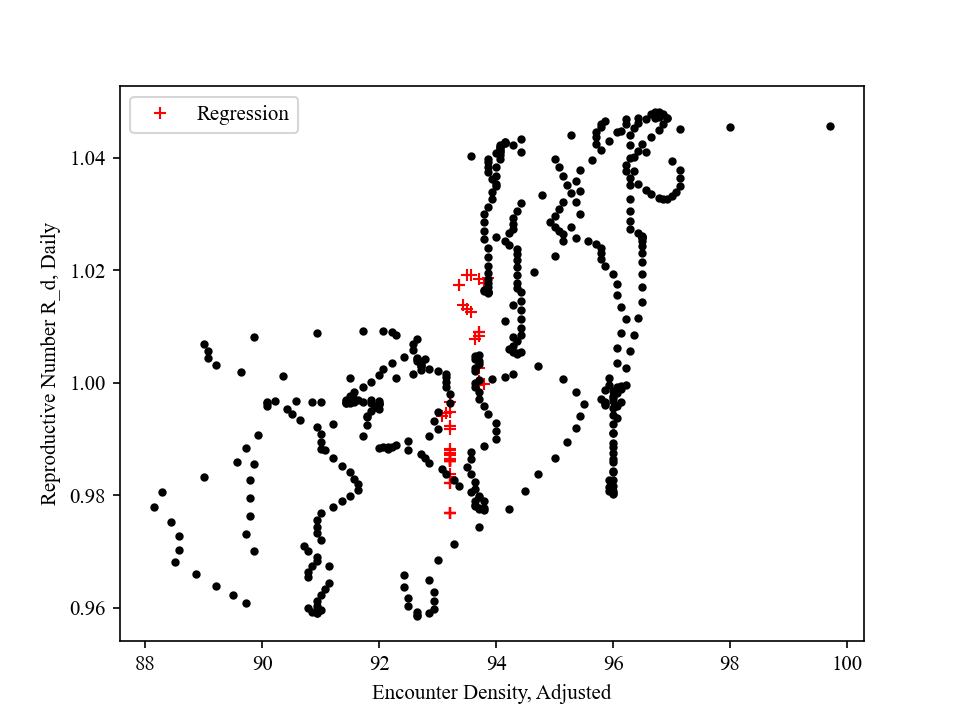 Regression
1.04
1.02
1.00
0.98
0.96
Reproductive Number R_d, Daily
88 90 92 94 96 98 100
Encounter Density, Adjusted